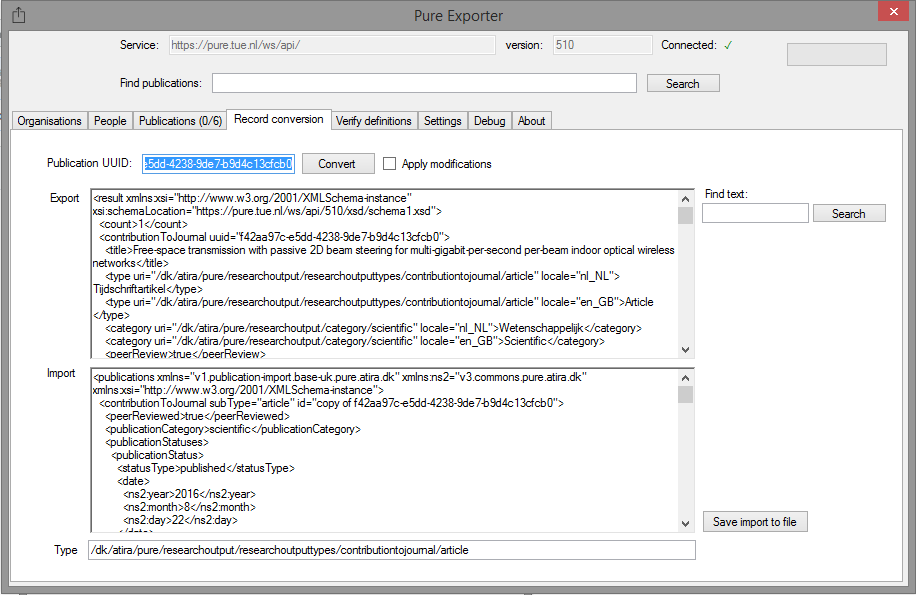 Pure Exporter
Service: https://pure.tue.nl/ws/api/ version: 510 Connected: ✓
Find publications: Search
Organisations People Publications (0/6) Record conversion Verify definitions Settings Debug About
Publication UUID: e5dd-4238-9de7-b9d4c13cfcb0 Convert Apply modifications
Export
<result xmlns:xsi="http://www.w3.org/2001/XMLSchema-instance"
xsi:schemaLocation="https://pure.tue.nl/ws/api/510/xsd/schema1.xsd">
<count>1</count>
<contributionToJournal uuid="f42aa97c-e5dd-4238-9de7-b9d4c13cfcb0">
<title>Free-space transmission with passive 2D beam steering for multi-gigabit-per-second per-beam indoor optical wireless
networks</title>
<type uri="/dk/atira/pure/researchoutput/researchoutputtypes/contributiontojournal/article" locale="nl_NL">
Tijdschriftartikel</type>
<type uri="/dk/atira/pure/researchoutput/researchoutputtypes/contributiontojournal/article" locale="en_GB">Article
</type>
<category uri="/dk/atira/pure/researchoutput/category/scientific" locale="nl_NL">Wetenschappelijk</category>
<category uri="/dk/atira/pure/researchoutput/category/scientific" locale="en_GB">Scientific</category>
<peerReview>true</peerReview>
Find text:
Search
Import
<publications xmlns="v1.publication-import.base-uk.pure.atira.dk" xmlns:ns2="v3.commons.pure.atira.dk"
xmlns:xsi="http://www.w3.org/2001/XMLSchema-instance">
<contributionToJournal subType="article" id="copy of f42aa97c-e5dd-4238-9de7-b9d4c13cfcb0">
<peerReviewed>true</peerReviewed>
<publicationCategory>scientific</publicationCategory>
<publicationStatuses>
<publicationStatus>
<statusType>published</statusType>
<date>
<ns2:year>2016</ns2:year>
<ns2:month>8</ns2:month>
<ns2:day>22</ns2:day>
</date>
Save import to file
Type /dk/atira/pure/researchoutput/researchoutputtypes/contributiontojournal/article